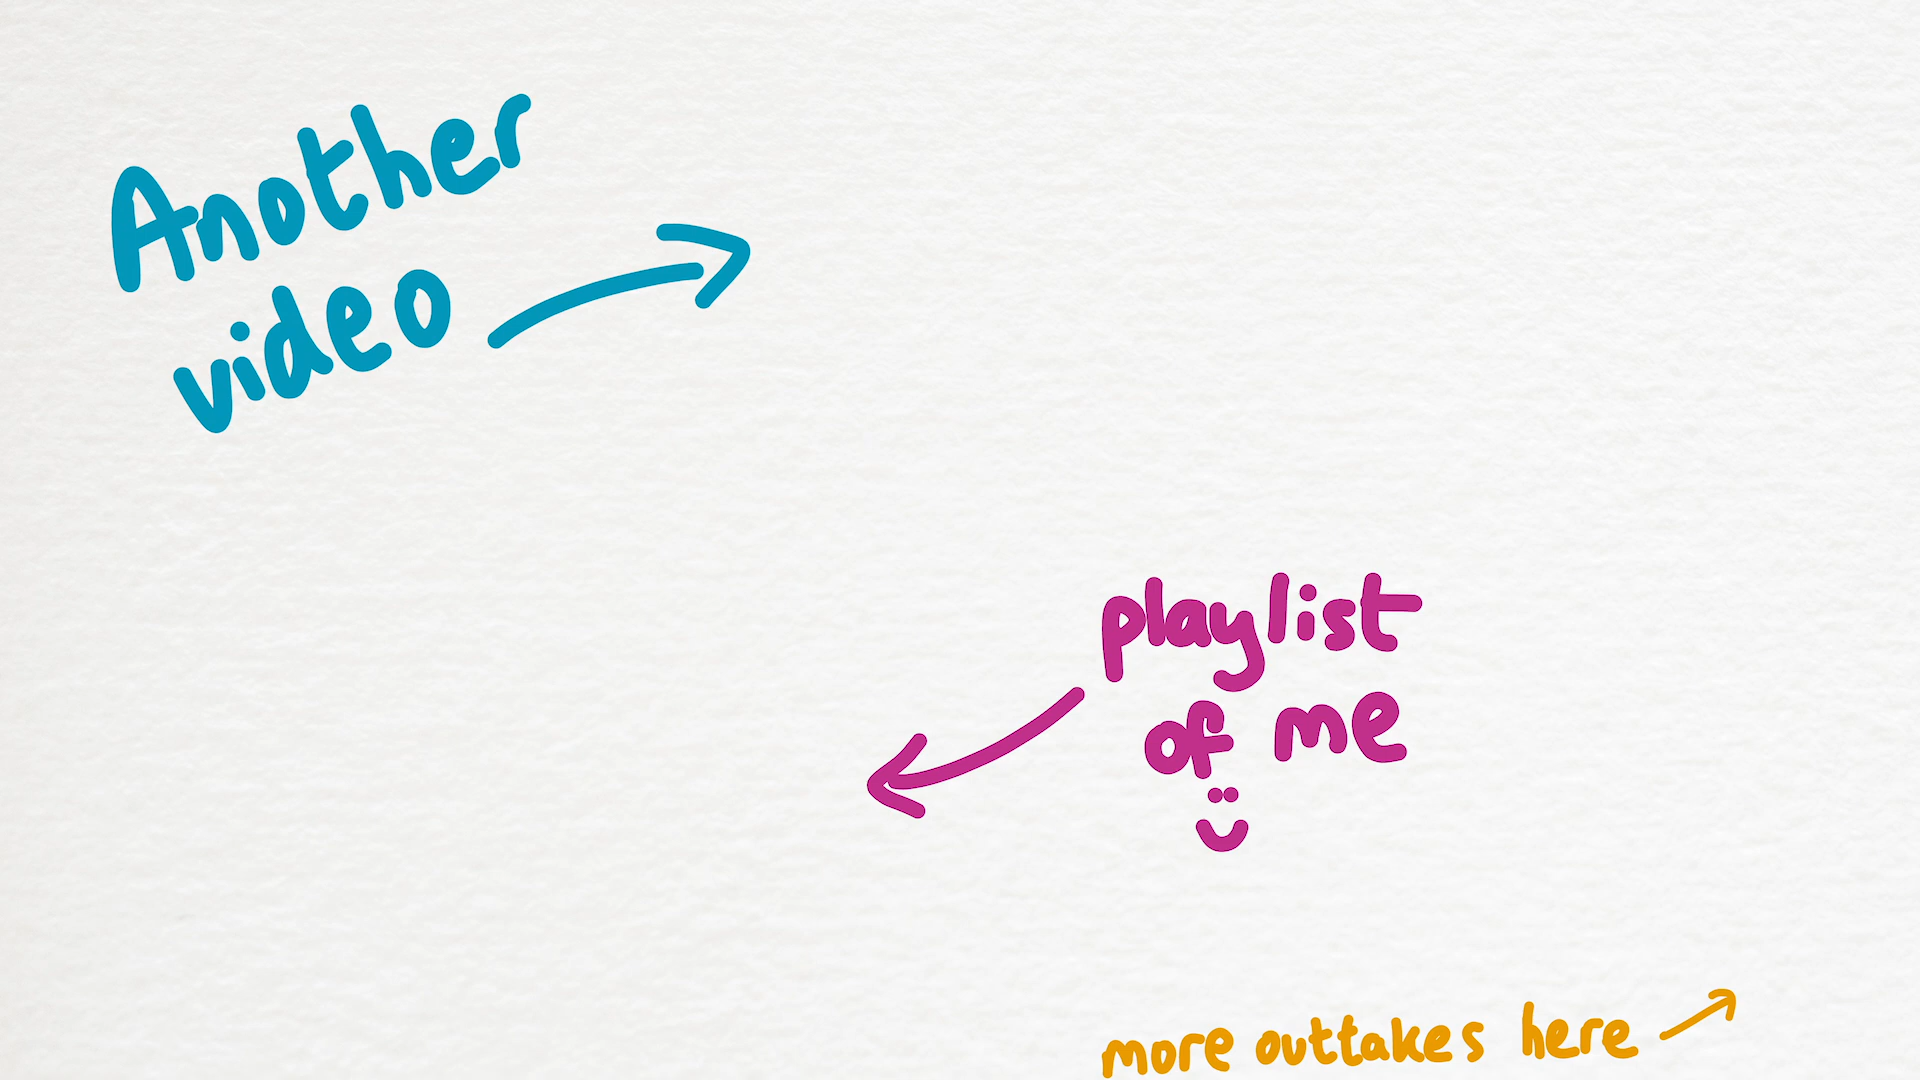 Another
video
playlist
of me
more outtakes here